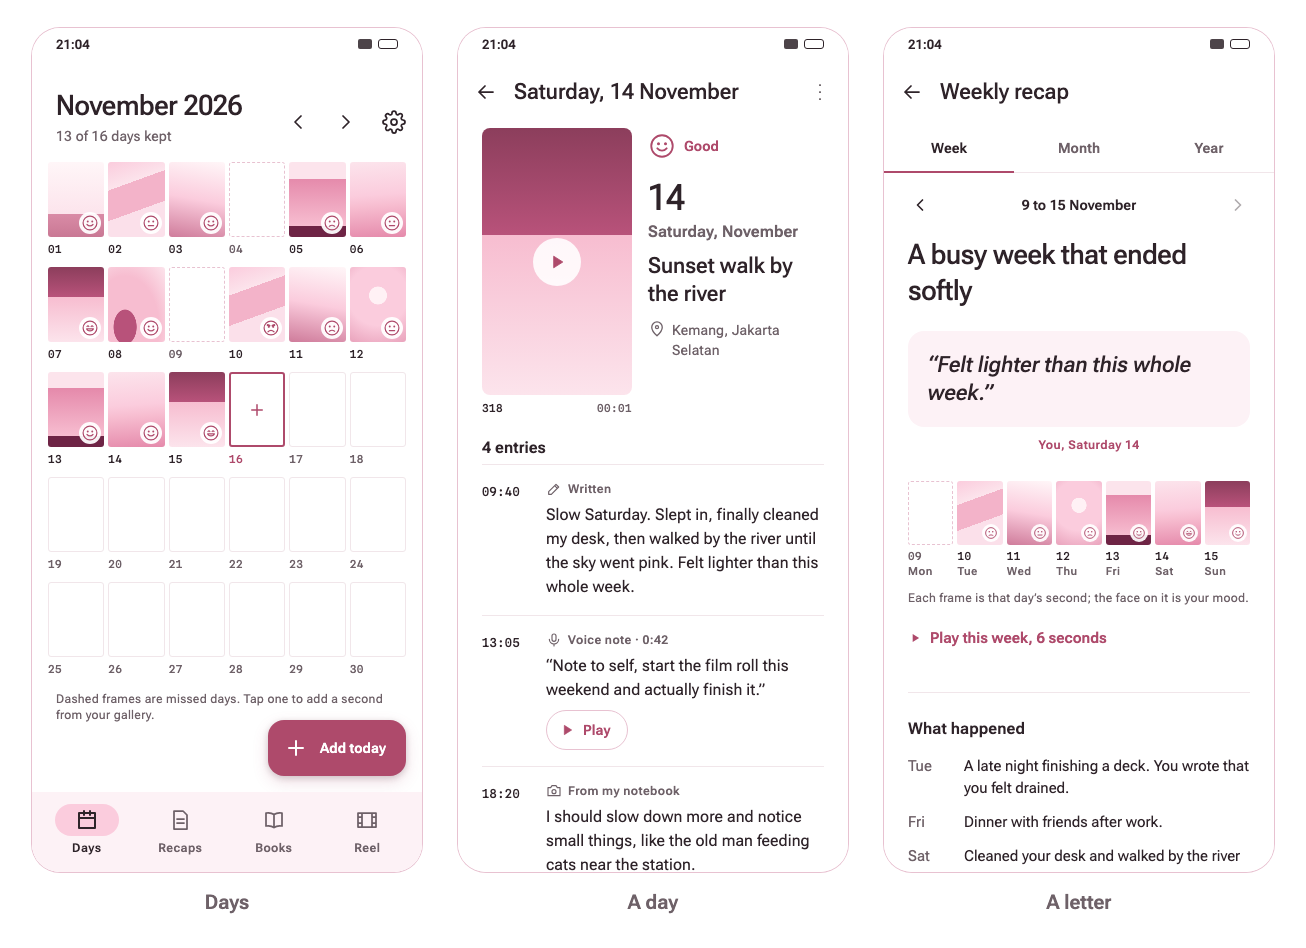 21:04
November 2026
13 of 16 days kept
01 02 03 04 05 06
07 08 09 10 11 12
13 14 15 16 17 18
19 20 21 22 23 24
25 26 27 28 29 30
Dashed frames are missed days. Tap one to add a second
from your gallery.
Add today
Days Recaps Books Reel
Days
21:04
Saturday, 14 November
Good
14
Saturday, November
Sunset walk by
the river
Kemang, Jakarta
Selatan
318 00:01
4 entries
09:40 Written
Slow Saturday. Slept in, finally cleaned
my desk, then walked by the river until
the sky went pink. Felt lighter than this
whole week.
13:05 Voice note · 0:42
“Note to self, start the film roll this
weekend and actually finish it.”
Play
18:20 From my notebook
I should slow down more and notice
small things, like the old man feeding
cats near the station.
A day
21:04
Weekly recap
Week Month Year
9 to 15 November
A busy week that ended
softly
“Felt lighter than this whole
week.”
You, Saturday 14
09 10 11 12 13 14 15
Mon Tue Wed Thu Fri Sat Sun
Each frame is that day’s second; the face on it is your mood.
Play this week, 6 seconds
What happened
Tue A late night finishing a deck. You wrote that
you felt drained.
Fri Dinner with friends after work.
Sat Cleaned your desk and walked by the river
A letter